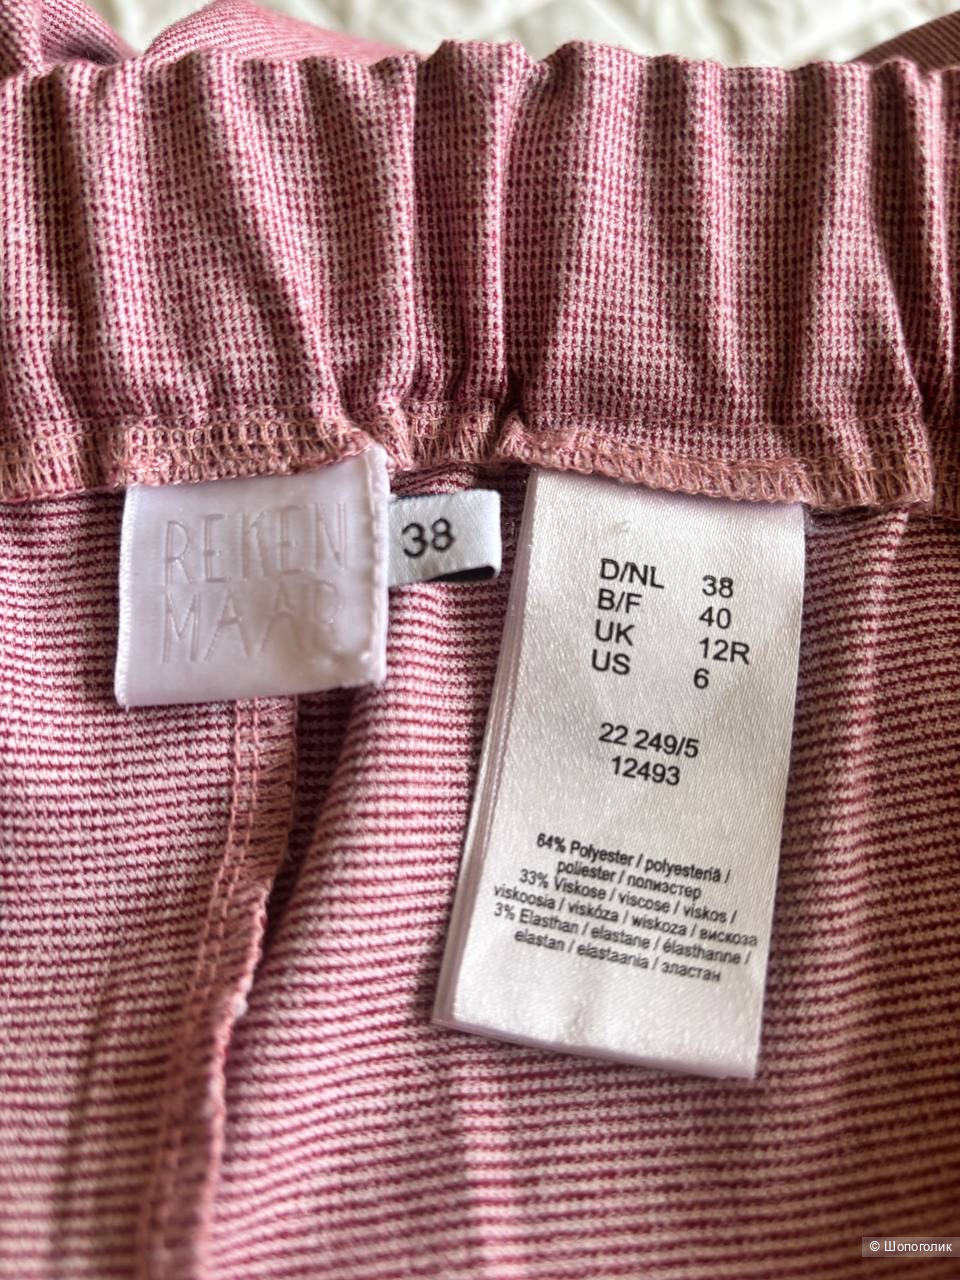 REKEN
MAAR
38
D/NL 38
B/F 40
UK 12R
US 6
22 249/5
12493
64% Polyester / polyesteriä /
poliester / полиэстер
33% Viskose / viscose / viskos /
viskoosia / viskóza / wiskoza / вискоза
3% Elasthan / elastane / élasthanne /
elastan / elastaania / эластан
© Шопоголик